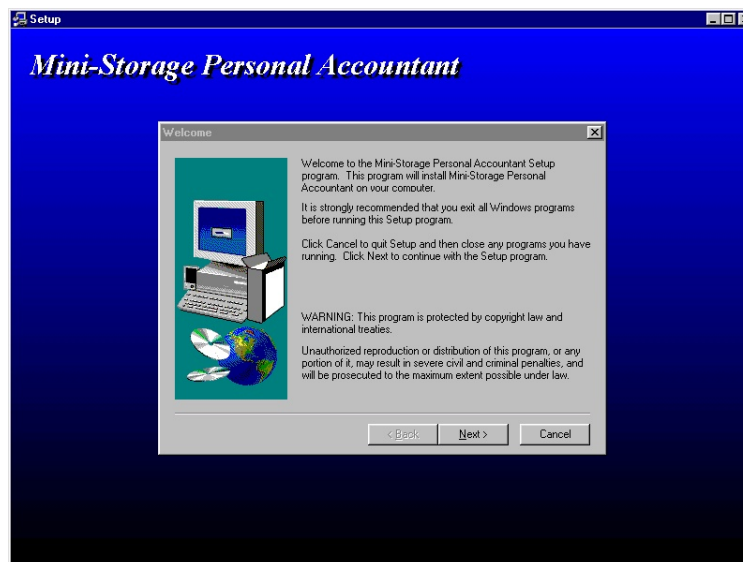 Setup
Mini-Storage Personal Accountant
Welcome
Welcome to the Mini-Storage Personal Accountant Setup
program. This program will install Mini-Storage Personal
Accountant on your computer.
It is strongly recommended that you exit all Windows programs
before running this Setup program.
Click Cancel to quit Setup and then close any programs you have
running. Click Next to continue with the Setup program.
WARNING: This program is protected by copyright law and
international treaties.
Unauthorized reproduction or distribution of this program, or any
portion of it, may result in severe civil and criminal penalties, and
will be prosecuted to the maximum extent possible under law.
< Back Next > Cancel